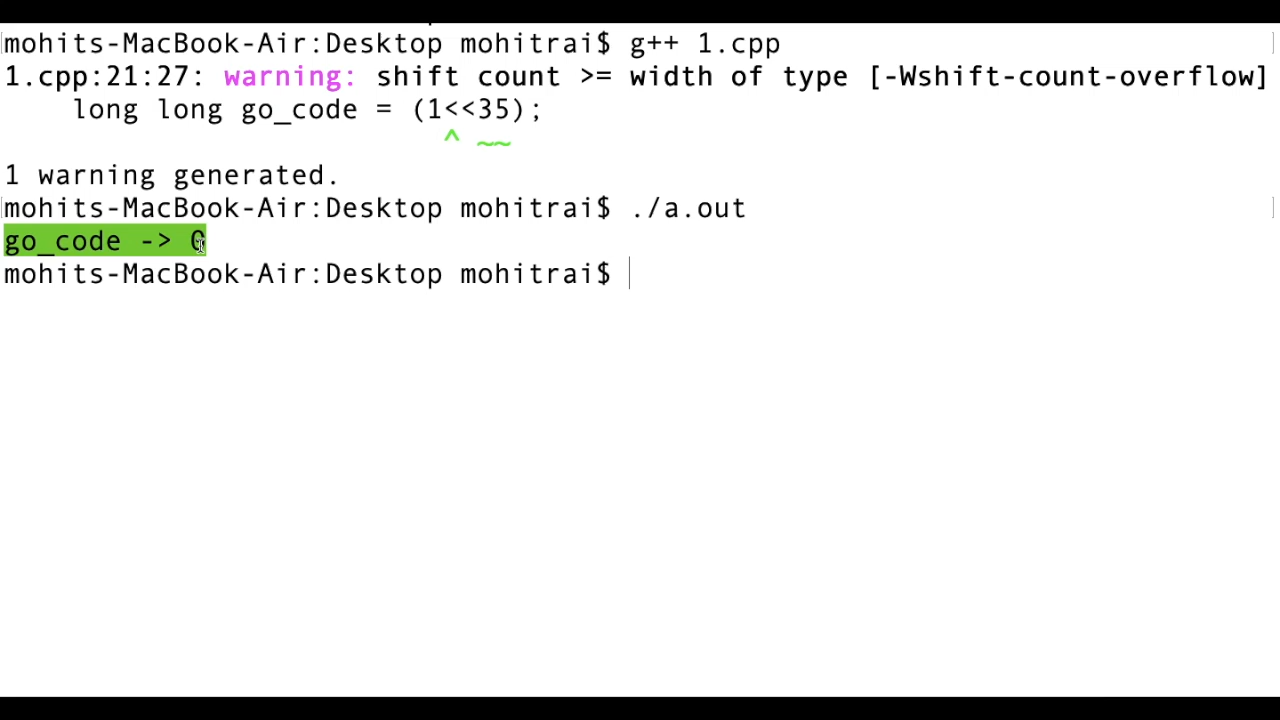 mohits-MacBook-Air:Desktop mohitrai$ g++ 1.cpp
1.cpp:21:27: warning: shift count >= width of type [-Wshift-count-overflow]
    long long go_code = (1<<35);
                          ^ ~~
1 warning generated.
mohits-MacBook-Air:Desktop mohitrai$ ./a.out
go_code -> 0
mohits-MacBook-Air:Desktop mohitrai$